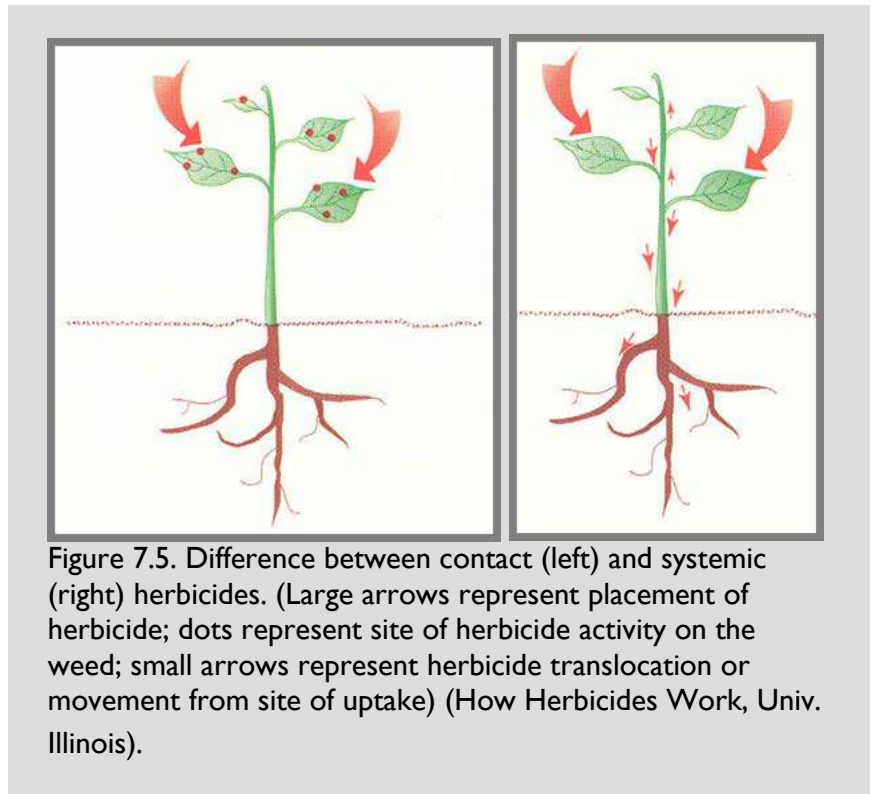 Figure 7.5. Difference between contact (left) and systemic
(right) herbicides. (Large arrows represent placement of
herbicide; dots represent site of herbicide activity on the
weed; small arrows represent herbicide translocation or
movement from site of uptake) (How Herbicides Work, Univ.
Illinois).